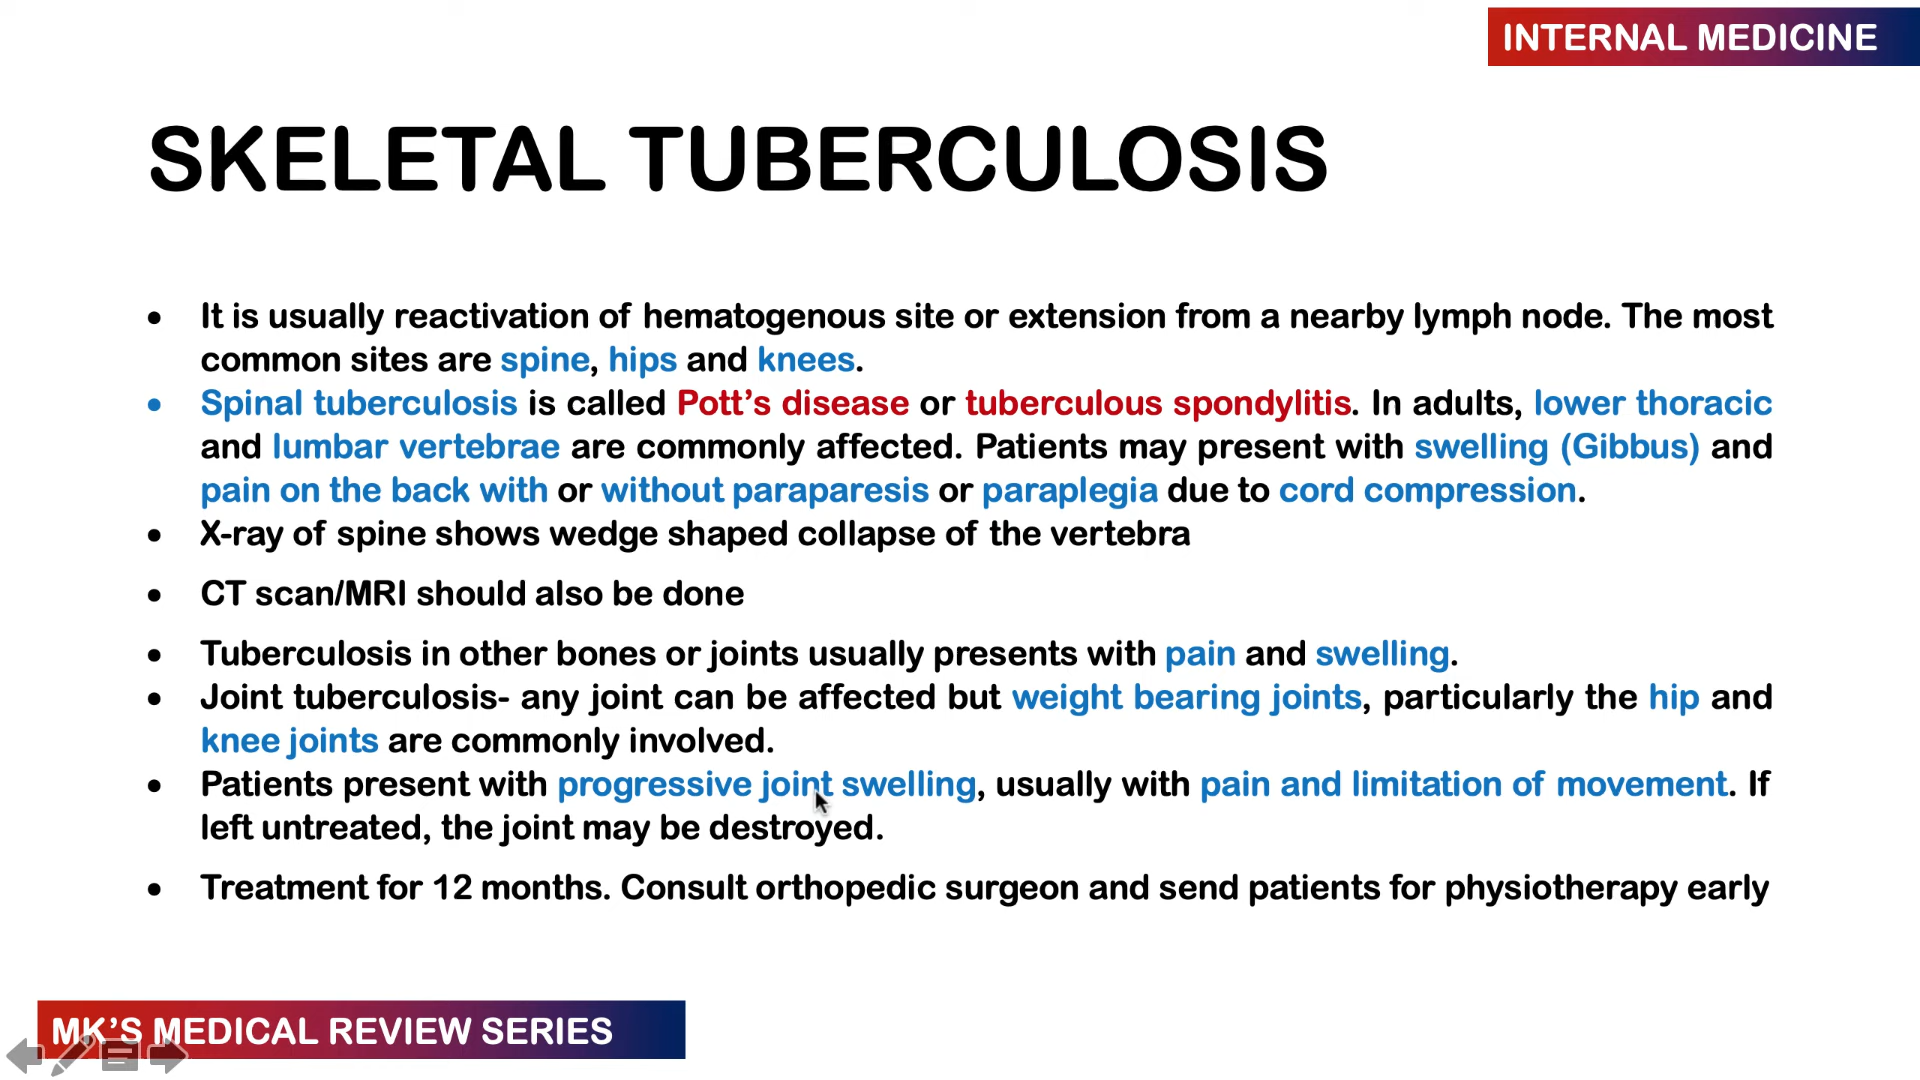 INTERNAL MEDICINE
SKELETAL TUBERCULOSIS
• It is usually reactivation of hematogenous site or extension from a nearby lymph node. The most
common sites are spine, hips and knees.
• Spinal tuberculosis is called Pott’s disease or tuberculous spondylitis. In adults, lower thoracic
and lumbar vertebrae are commonly affected. Patients may present with swelling (Gibbus) and
pain on the back with or without paraparesis or paraplegia due to cord compression.
• X-ray of spine shows wedge shaped collapse of the vertebra
• CT scan/MRI should also be done
• Tuberculosis in other bones or joints usually presents with pain and swelling.
• Joint tuberculosis- any joint can be affected but weight bearing joints, particularly the hip and
knee joints are commonly involved.
• Patients present with progressive joint swelling, usually with pain and limitation of movement. If
left untreated, the joint may be destroyed.
• Treatment for 12 months. Consult orthopedic surgeon and send patients for physiotherapy early
MK’S MEDICAL REVIEW SERIES